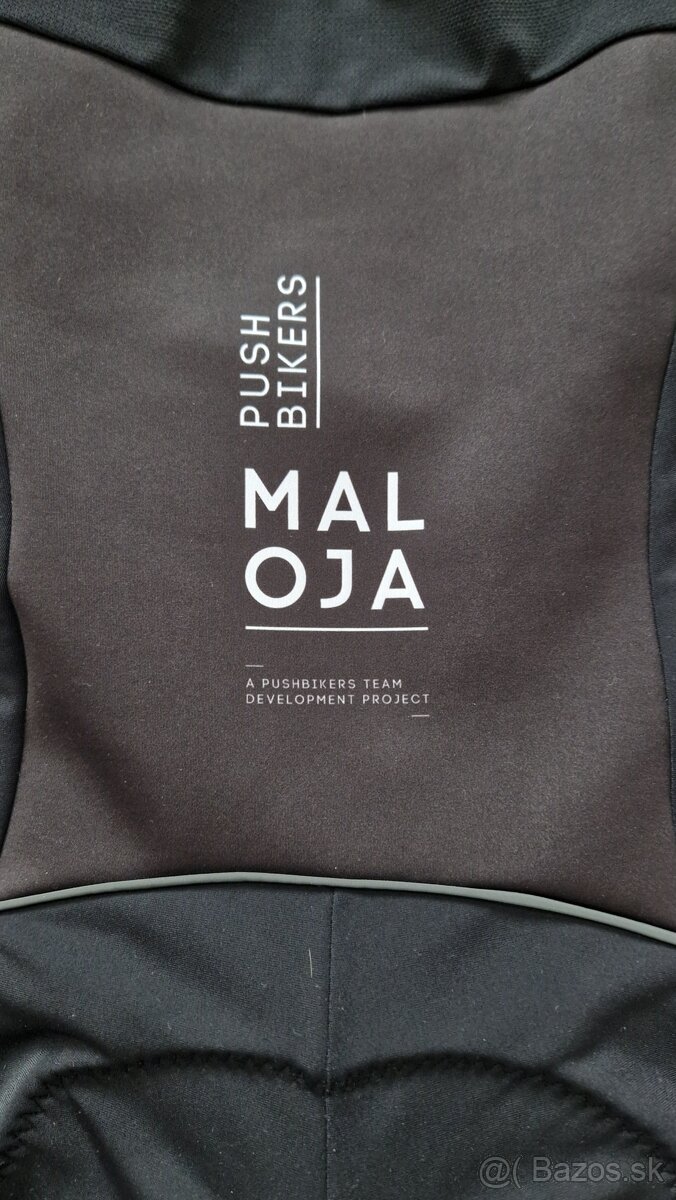 PUSH
BIKERS
MAL
OJA
A PUSHBIKERS TEAM
DEVELOPMENT PROJECT
@( Bazos.sk